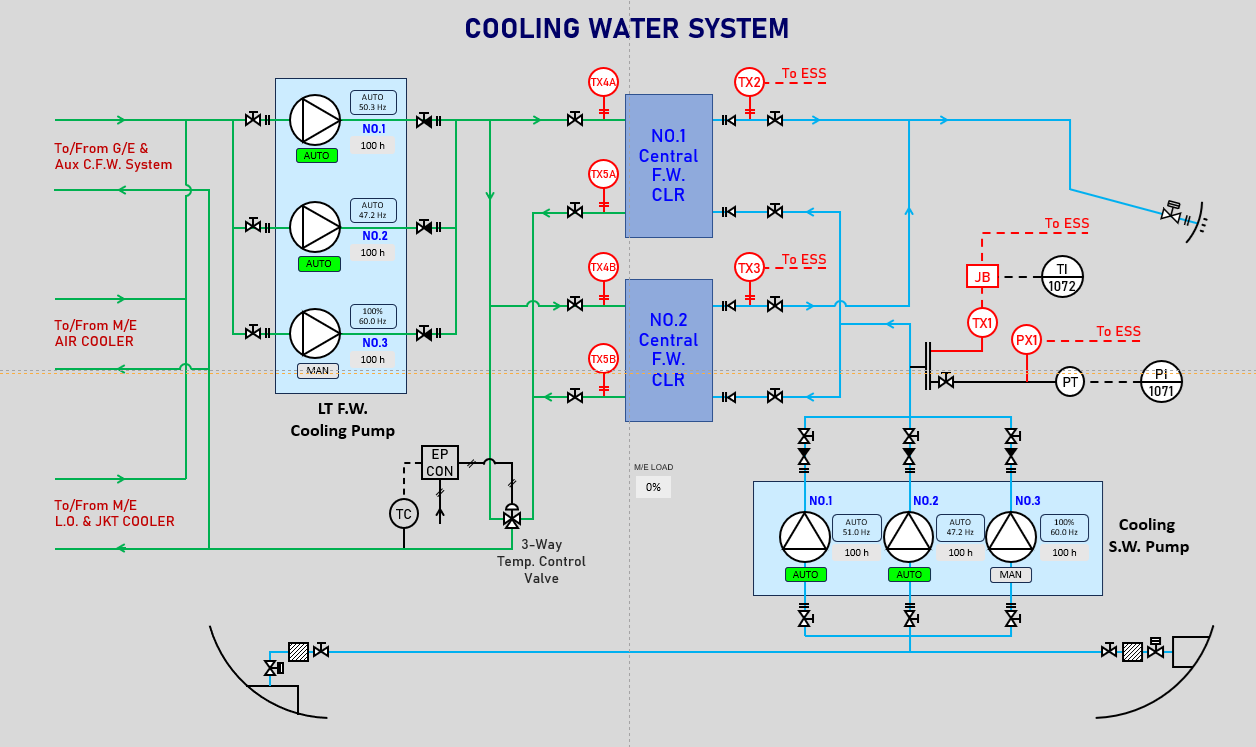 COOLING WATER SYSTEM
TX4A
TX2
To ESS
AUTO
50.3 Hz
NO.1
100 h
AUTO
To/From G/E &
Aux C.F.W. System
NO.1
Central
F.W.
CLR
TX5A
AUTO
47.2 Hz
NO.2
100 h
AUTO
To ESS
TX4B
TX3
To ESS
JB
TI
1072
100%
60.0 Hz
NO.3
100 h
MAN
To/From M/E
AIR COOLER
NO.2
Central
F.W.
CLR
TX5B
TX1
PX1
To ESS
PT
PI
1071
LT F.W.
Cooling Pump
EP
CON
TC
M/E LOAD
0%
To/From M/E
L.O. & JKT COOLER
3-Way
Temp. Control
Valve
NO.1
AUTO
51.0 Hz
100 h
AUTO
NO.2
AUTO
47.2 Hz
100 h
AUTO
NO.3
100%
60.0 Hz
100 h
MAN
Cooling
S.W. Pump